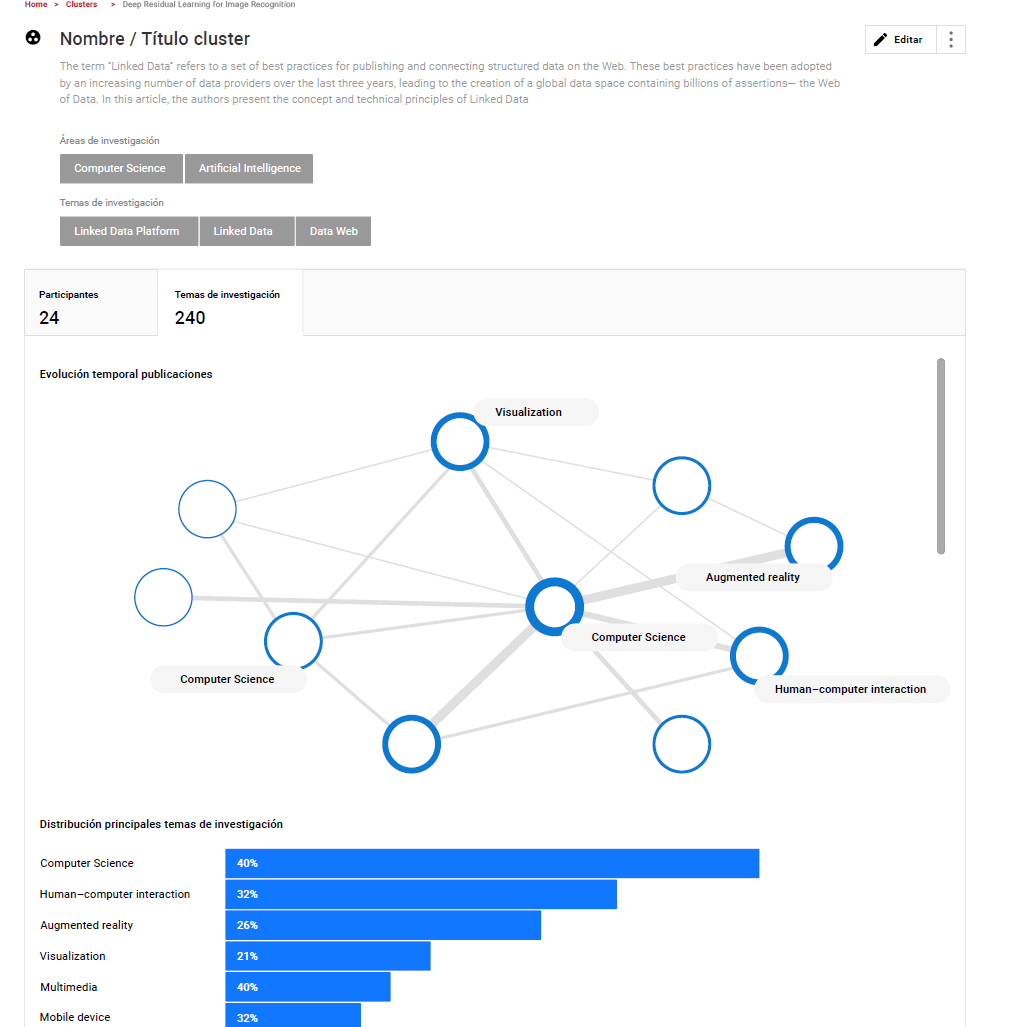 Home > Clusters > Deep Residual Learning for Image Recognition
Nombre / Título cluster
Editar
The term "Linked Data" refers to a set of best practices for publishing and connecting structured data on the Web. These best practices have been adopted
by an increasing number of data providers over the last three years, leading to the creation of a global data space containing billions of assertions— the Web
of Data. In this article, the authors present the concept and technical principles of Linked Data
Áreas de investigación
Computer Science Artificial Intelligence
Temas de investigación
Linked Data Platform Linked Data Data Web
Participantes Temas de investigación
24 240
Evolución temporal publicaciones
Visualization
Augmented reality
Computer Science
Computer Science
Human–computer interaction
Distribución principales temas de investigación
Computer Science 40%
Human–computer interaction 32%
Augmented reality 26%
Visualization 21%
Multimedia 40%
Mobile device 32%